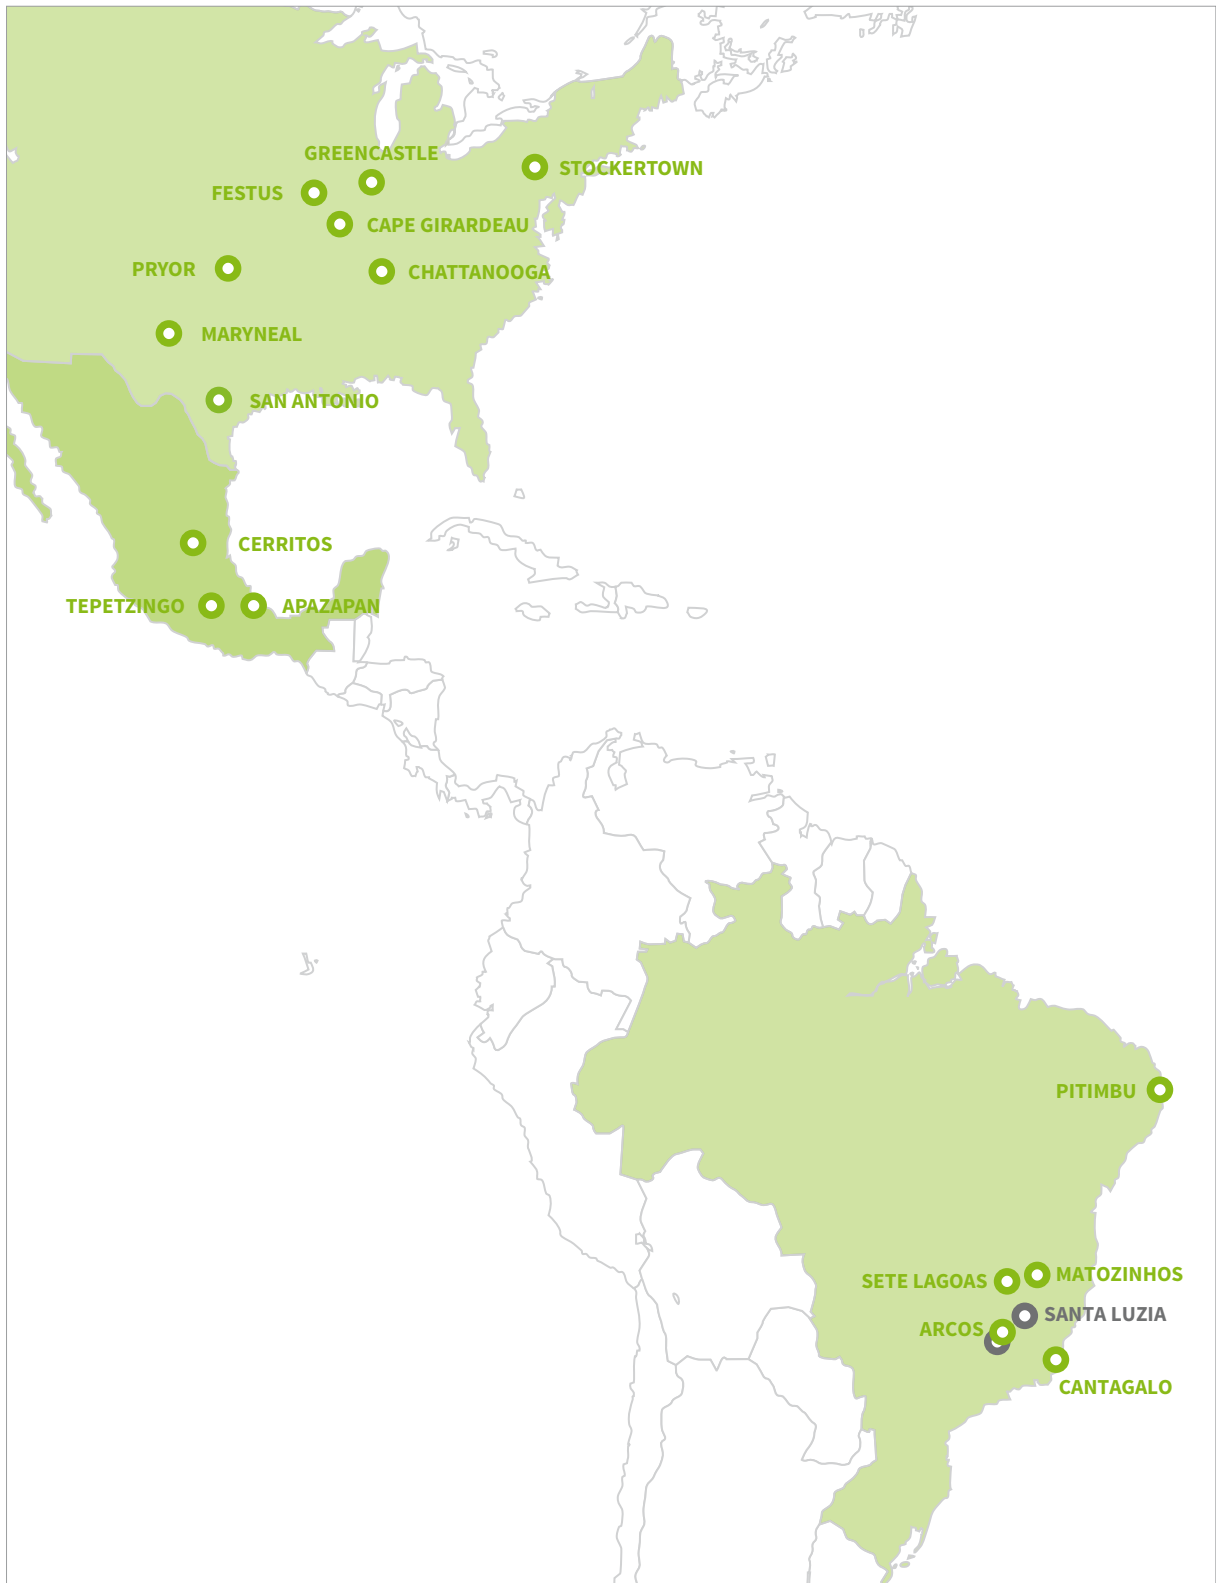 GREENCASTLE
STOCKERTOWN
FESTUS
CAPE GIRARDEAU
PRYOR
CHATTANOOGA
MARYNEAL
SAN ANTONIO
CERRITOS
TEPETZINGO
APAZAPAN
PITIMBU
MATOZINHOS
SETE LAGOAS
SANTA LUZIA
ARCOS
CANTAGALO